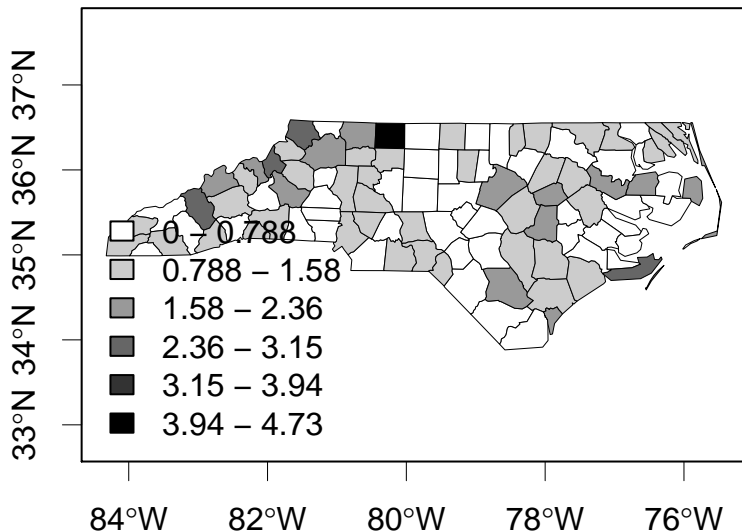 37°N
36°N
35°N
34°N
33°N
0 − 0.788
0.788 − 1.58
1.58 − 2.36
2.36 − 3.15
3.15 − 3.94
3.94 − 4.73
84°W 82°W 80°W 78°W 76°W